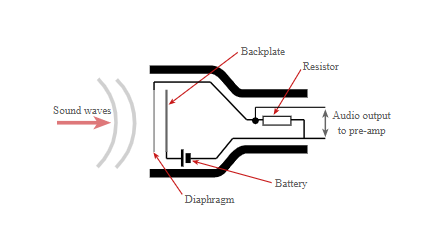 Backplate
Resistor
Sound waves
Audio output
to pre-amp
Battery
Diaphragm